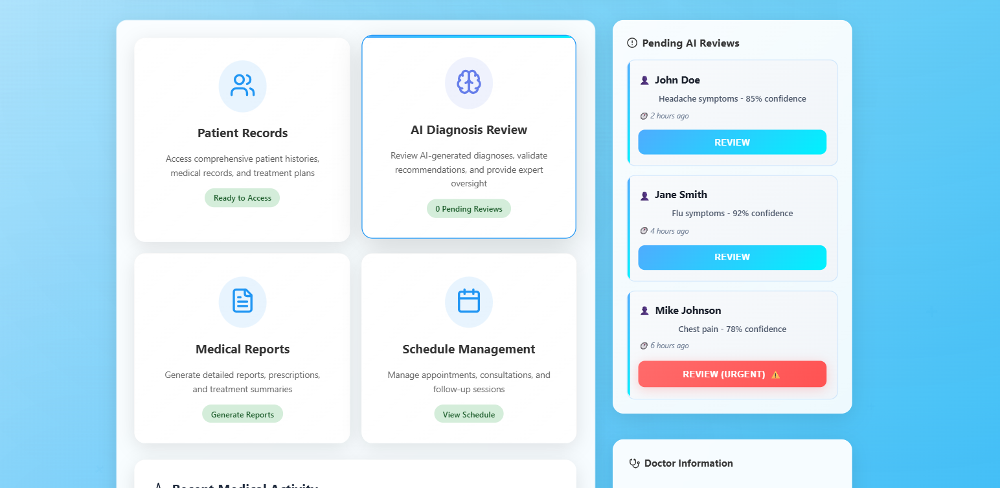 Patient Records
Access comprehensive patient histories,
medical records, and treatment plans
Ready to Access
AI Diagnosis Review
Review AI-generated diagnoses, validate
recommendations, and provide expert
oversight
0 Pending Reviews
Medical Reports
Generate detailed reports, prescriptions,
and treatment summaries
Generate Reports
Schedule Management
Manage appointments, consultations, and
follow-up sessions
View Schedule
Recent Medical Activity
Pending AI Reviews
John Doe
Headache symptoms - 85% confidence
2 hours ago
REVIEW
Jane Smith
Flu symptoms - 92% confidence
4 hours ago
REVIEW
Mike Johnson
Chest pain - 78% confidence
6 hours ago
REVIEW (URGENT) ⚠️
Doctor Information